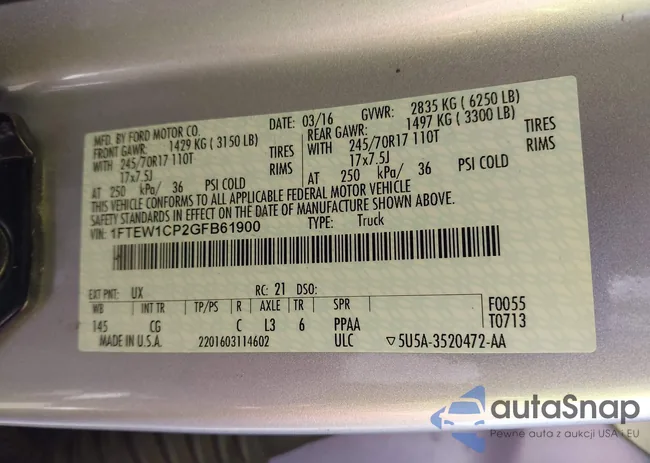 MFD. BY FORD MOTOR CO.
DATE: 03/16 GVWR: 2835 KG ( 6250 LB)
FRONT GAWR: 1429 KG ( 3150 LB) REAR GAWR: 1497 KG ( 3300 LB)
WITH 245/70R17 110T TIRES WITH 245/70R17 110T TIRES
17x7.5J RIMS 17x7.5J RIMS
AT 250 kPa/ 36 PSI COLD AT 250 kPa/ 36 PSI COLD
THIS VEHICLE CONFORMS TO ALL APPLICABLE FEDERAL MOTOR VEHICLE
SAFETY STANDARDS IN EFFECT ON THE DATE OF MANUFACTURE SHOWN ABOVE.
VIN: 1FTEW1CP2GFB61900 TYPE: Truck
EXT PNT: UX RC: 21 DSO: F0055
WB INT TR TP/PS R AXLE TR SPR T0713
145 CG C L3 6 PPAA
MADE IN U.S.A. 2201603114602 ULC ▽5U5A-3520472-AA
autaSnap
Pewne auta z aukcji USA i EU